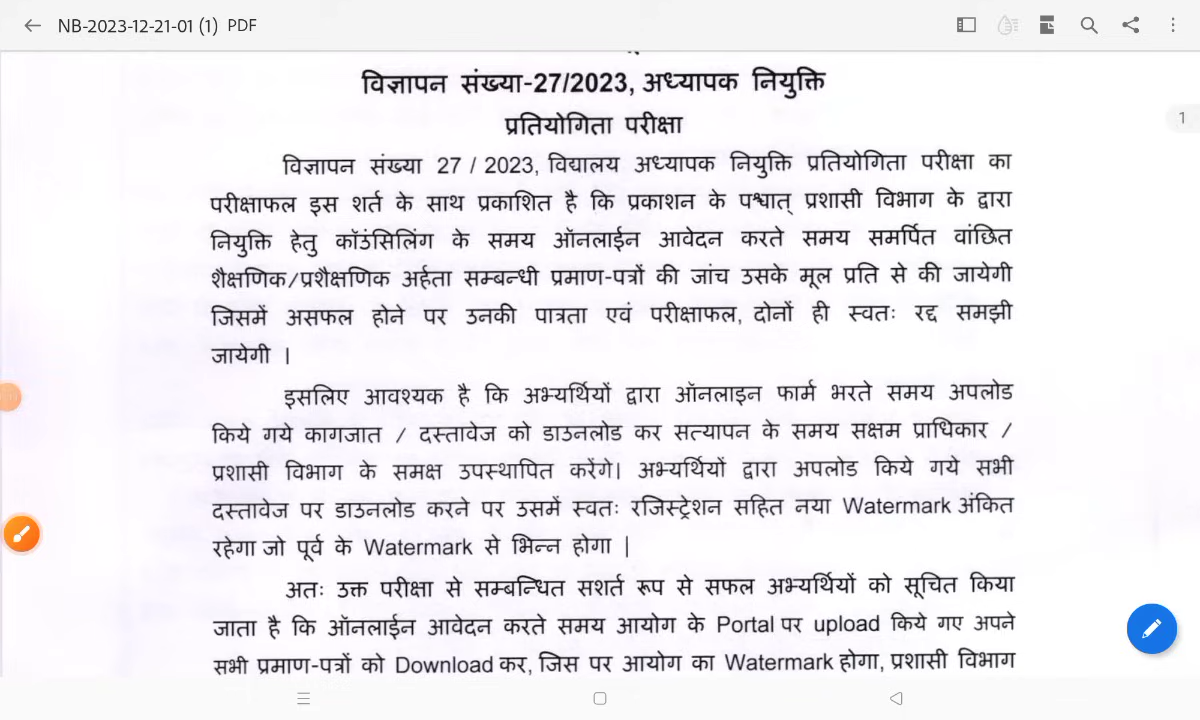 NB-2023-12-21-01 (1) PDF
विज्ञापन संख्या-27/2023, अध्यापक नियुक्ति
1
प्रतियोगिता परीक्षा
विज्ञापन संख्या 27 / 2023, विद्यालय अध्यापक नियुक्ति प्रतियोगिता परीक्षा का
परीक्षाफल इस शर्त के साथ प्रकाशित है कि प्रकाशन के पश्चात् प्रशासी विभाग के द्वारा
नियुक्ति हेतु कॉउंसिलिंग के समय ऑनलाईन आवेदन करते समय समर्पित वांछित
शैक्षणिक/प्रशैक्षणिक अर्हता सम्बन्धी प्रमाण-पत्रों की जांच उसके मूल प्रति से की जायेगी
जिसमें असफल होने पर उनकी पात्रता एवं परीक्षाफल, दोनों ही स्वतः रद्द समझी
जायेगी ।
इसलिए आवश्यक है कि अभ्यर्थियों द्वारा ऑनलाइन फार्म भरते समय अपलोड
किये गये कागजात / दस्तावेज को डाउनलोड कर सत्यापन के समय सक्षम प्राधिकार /
प्रशासी विभाग के समक्ष उपस्थापित करेंगे। अभ्यर्थियों द्वारा अपलोड किये गये सभी
दस्तावेज पर डाउनलोड करने पर उसमें स्वतः रजिस्ट्रेशन सहित नया Watermark अंकित
रहेगा जो पूर्व के Watermark से भिन्न होगा |
अतः उक्त परीक्षा से सम्बन्धित सशर्त रूप से सफल अभ्यर्थियों को सूचित किया
जाता है कि ऑनलाईन आवेदन करते समय आयोग के Portal पर upload किये गए अपने
सभी प्रमाण-पत्रों को Download कर, जिस पर आयोग का Watermark होगा, प्रशासी विभाग